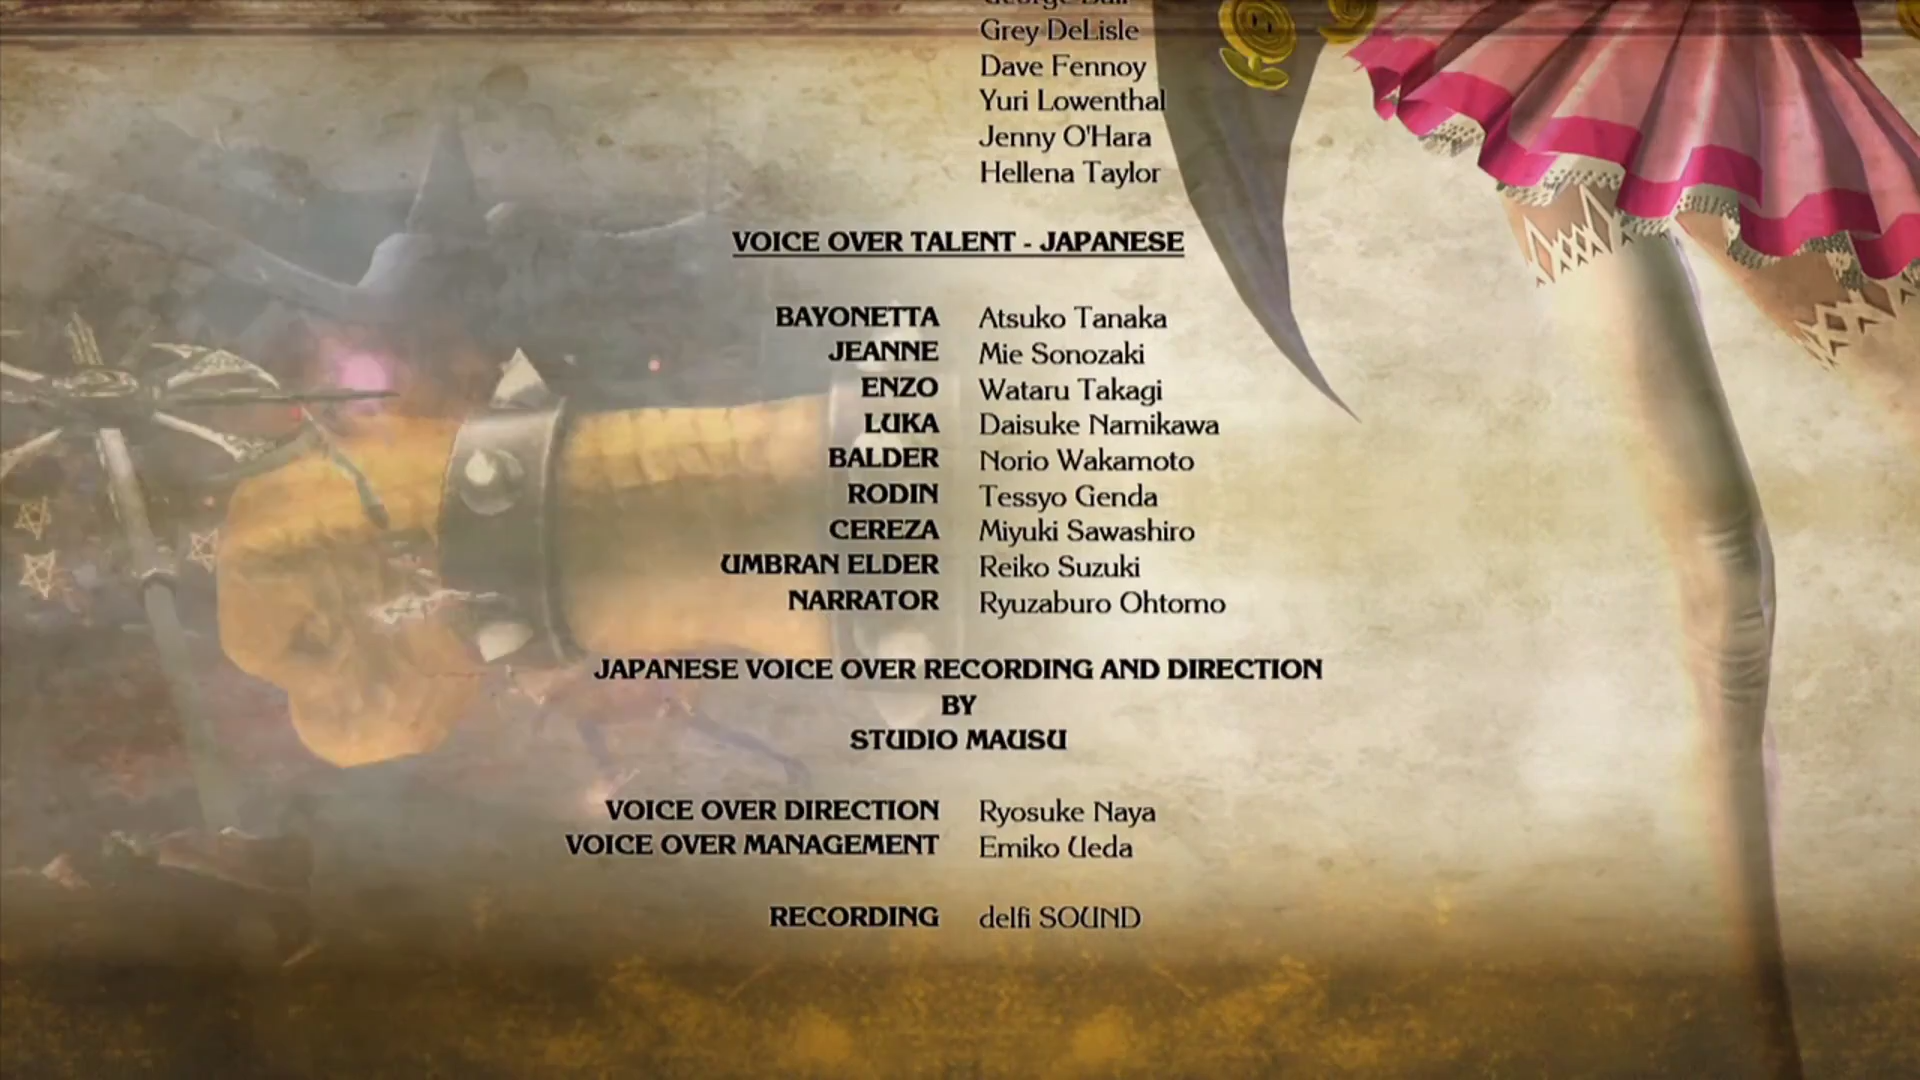 George Ball
Grey DeLisle
Dave Fennoy
Yuri Lowenthal
Jenny O'Hara
Hellena Taylor
VOICE OVER TALENT - JAPANESE
BAYONETTA Atsuko Tanaka
JEANNE Mie Sonozaki
ENZO Wataru Takagi
LUKA Daisuke Namikawa
BALDER Norio Wakamoto
RODIN Tessyo Genda
CEREZA Miyuki Sawashiro
UMBRAN ELDER Reiko Suzuki
NARRATOR Ryuzaburo Ohtomo
JAPANESE VOICE OVER RECORDING AND DIRECTION
BY
STUDIO MAUSU
VOICE OVER DIRECTION Ryosuke Naya
VOICE OVER MANAGEMENT Emiko Ueda
RECORDING delfi SOUND